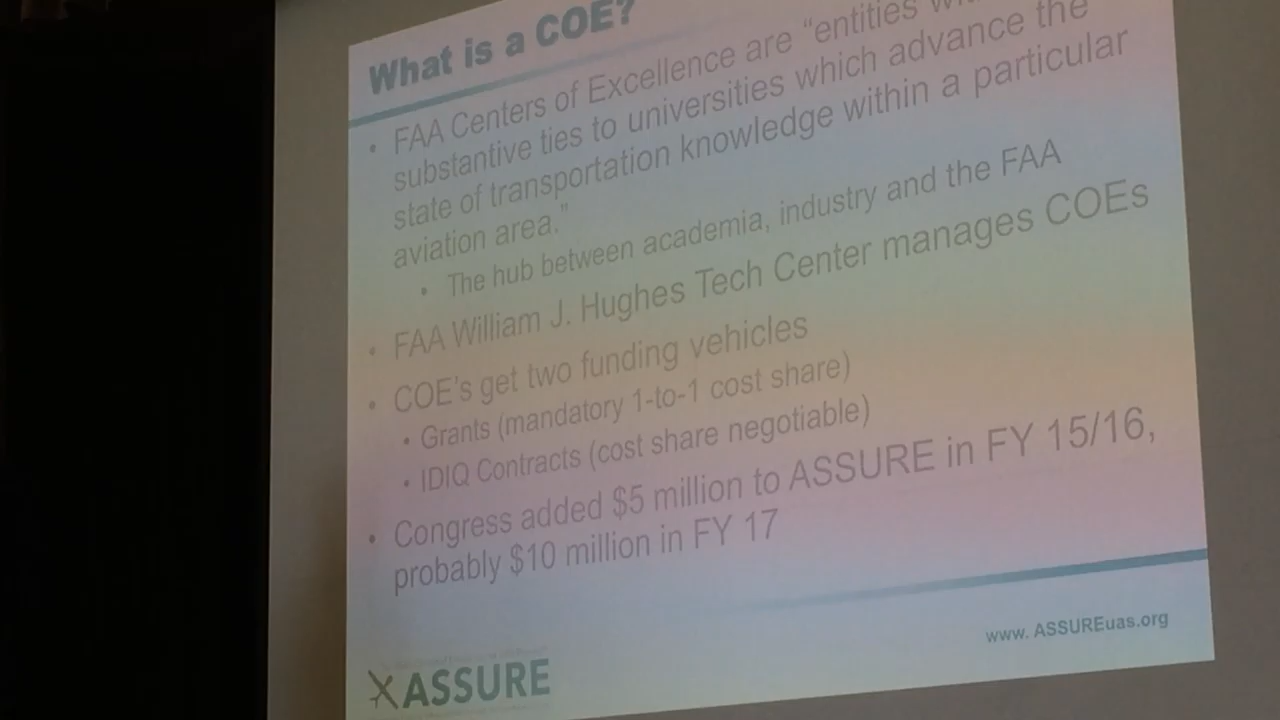 What is a COE?
• FAA Centers of Excellence are “entities
substantive ties to universities which advance the
state of transportation knowledge within a particular
aviation area.”
• The hub between academia, industry and the FAA
• FAA William J. Hughes Tech Center manages COEs
• COE's get two funding vehicles
• Grants (mandatory 1-to-1 cost share)
• IDIQ Contracts (cost share negotiable)
• Congress added $5 million to ASSURE in FY 15/16,
probably $10 million in FY 17
www. ASSUREuas.org
ASSURE